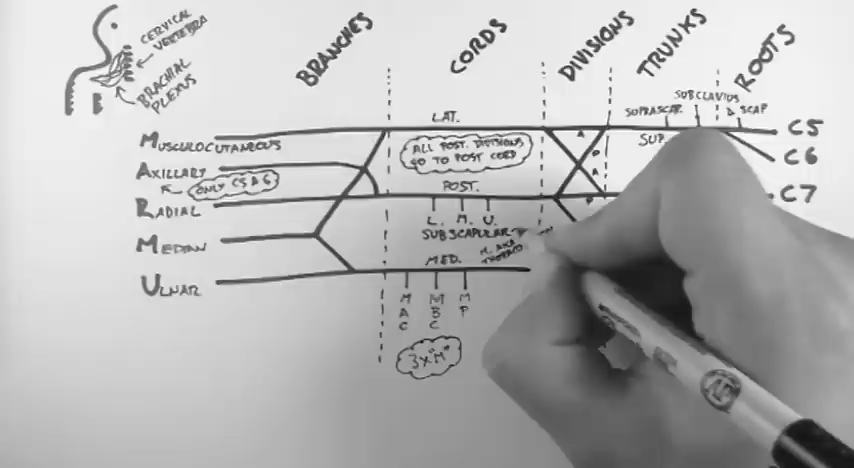 CERVICAL
VERTEBRA
BRACHIAL
PLEXUS
BRANCHES
CORDS
DIVISIONS
TRUNKS
ROOTS
MUSCULOCUTANEOUS
AXILLARY
ONLY C5 & 6
RADIAL
MEDIAN
ULNAR
LAT.
ALL POST. DIVISIONS
GO TO POST CORD
POST.
L. M. U.
SUBSCAPULAR
M. AKA
MED.
M A C
M B C
M P
3x"M"
A
P
A
P
SUPRASCAP.
SUBCLAVIUS
D SCAP
SUP.
C5
C6
C7